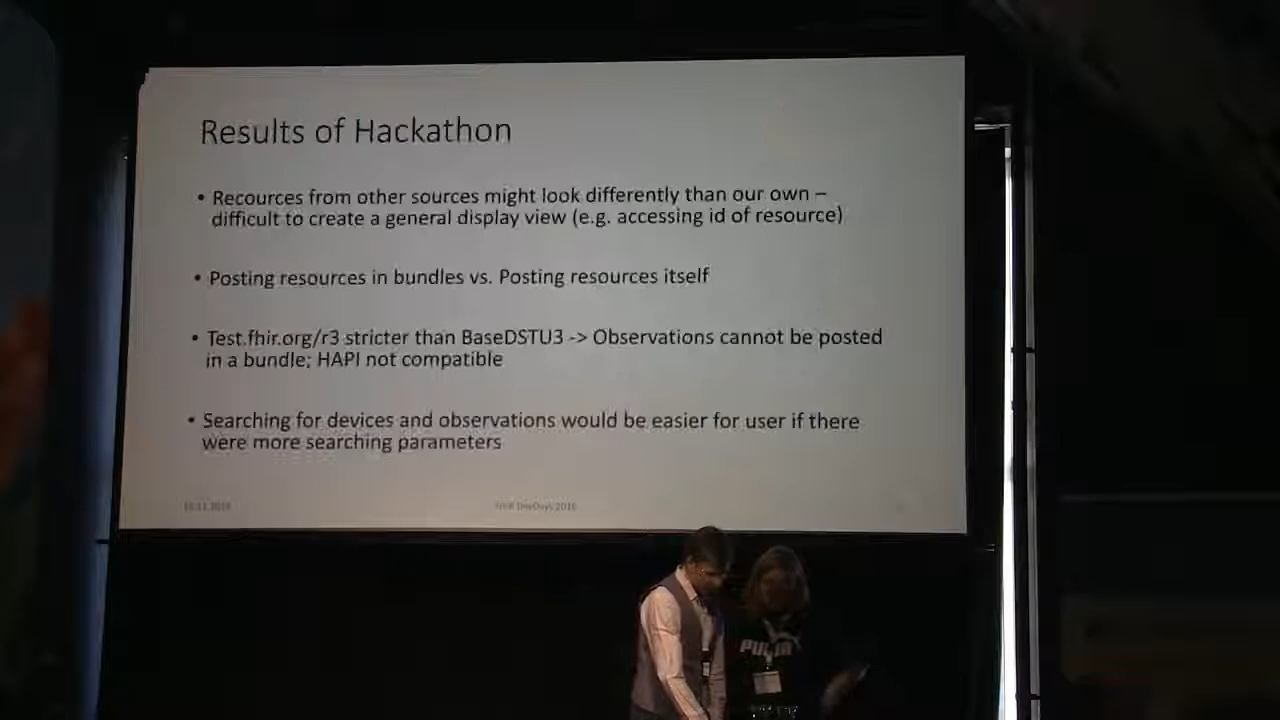 Results of Hackathon
• Recources from other sources might look differently than our own –
difficult to create a general display view (e.g. accessing id of resource)
• Posting resources in bundles vs. Posting resources itself
• Test.fhir.org/r3 stricter than BaseDSTU3 -> Observations cannot be posted
in a bundle; HAPI not compatible
• Searching for devices and observations would be easier for user if there
were more searching parameters
FHIR DevDays 2016
PUMA